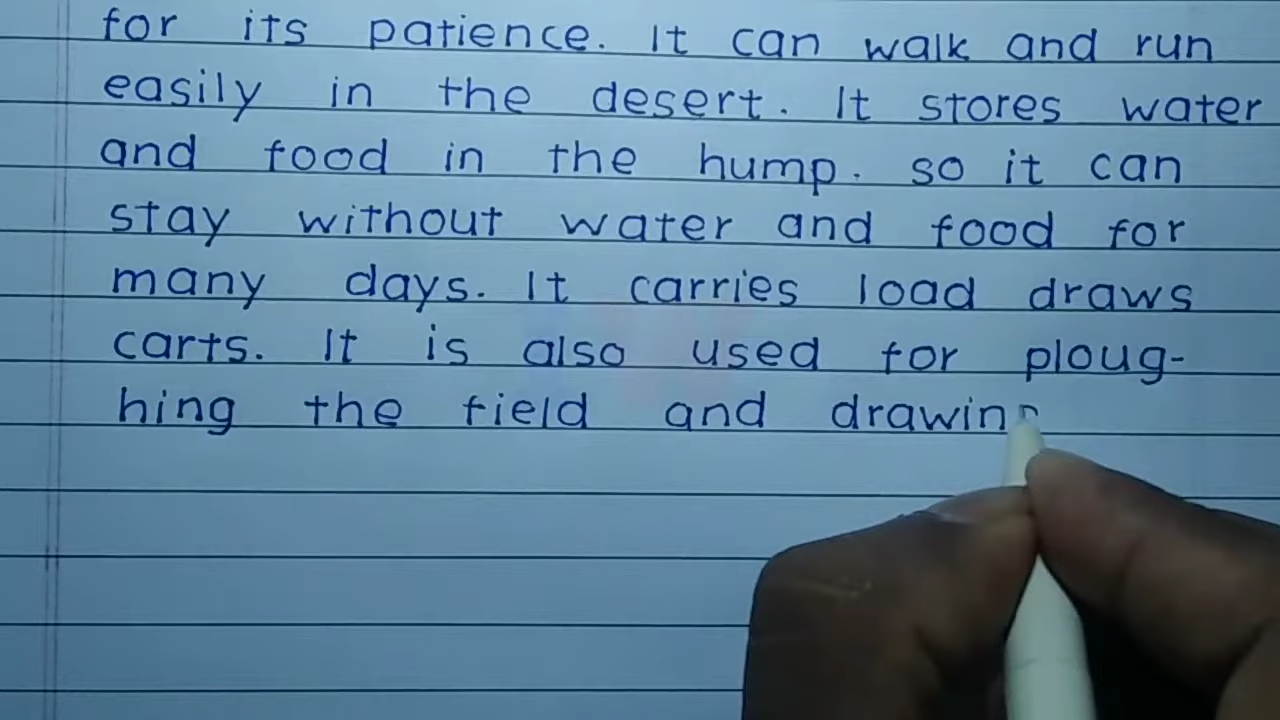 for its patience. It can walk and run
easily in the desert. It stores water
and food in the hump. so it can
stay without water and food for
many days. It carries load draws
carts. It is also used for ploug-
hing the field and drawin